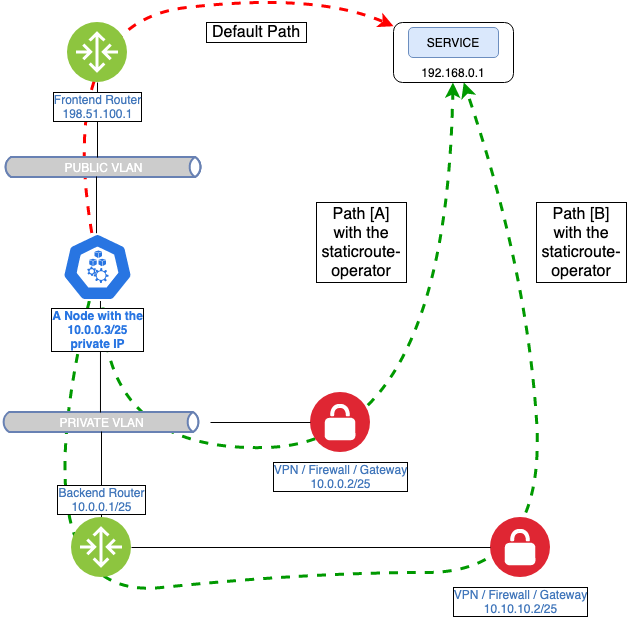 Default Path
SERVICE
192.168.0.1
Frontend Router
198.51.100.1
PUBLIC VLAN
Path [A]
with the
staticroute-
operator
Path [B]
with the
staticroute-
operator
A Node with the
10.0.0.3/25
private IP
PRIVATE VLAN
VPN / Firewall / Gateway
10.0.0.2/25
Backend Router
10.0.0.1/25
VPN / Firewall / Gateway
10.10.10.2/25